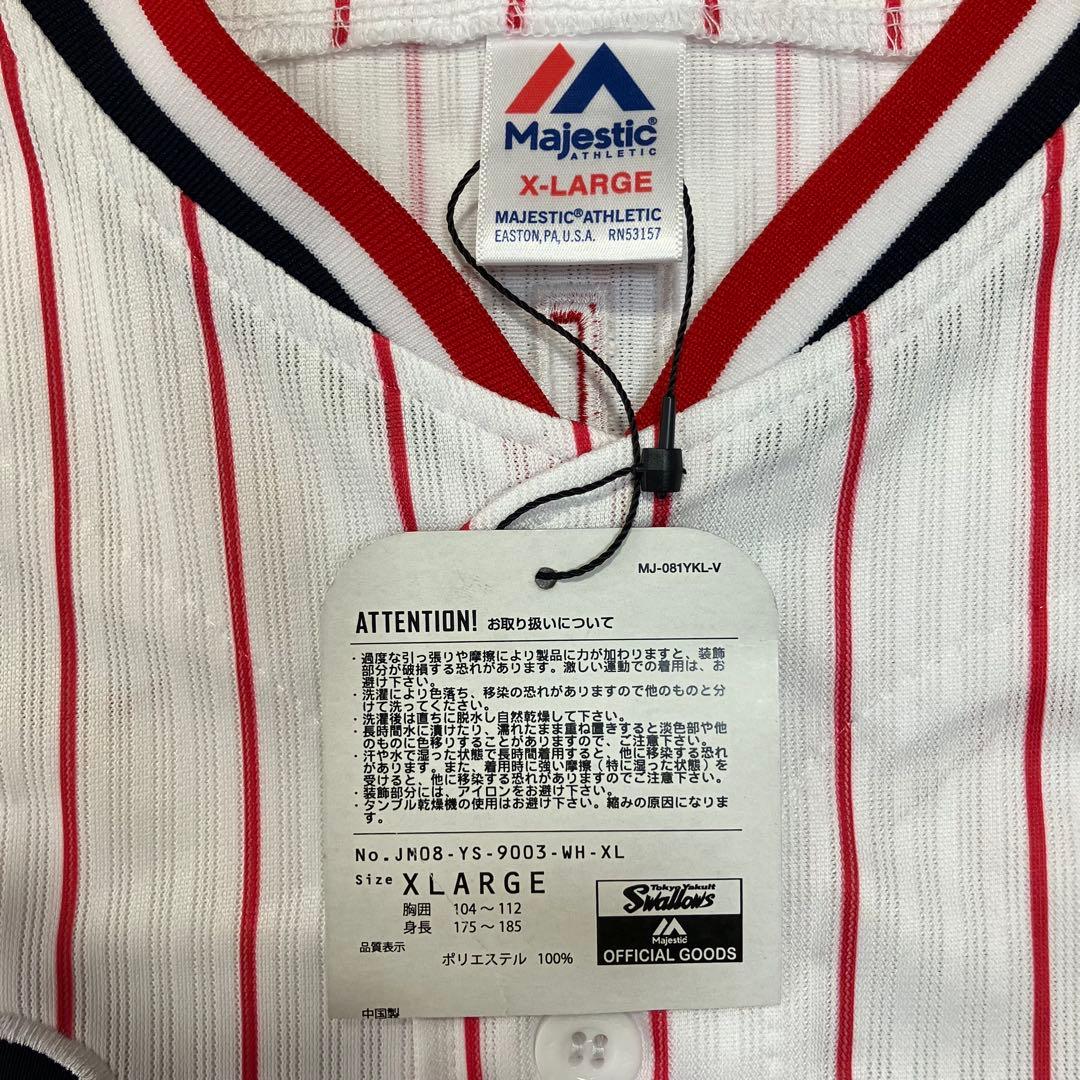 Majestic®
ATHLETIC
X-LARGE
MAJESTIC®ATHLETIC
EASTON, PA, U.S.A. RN53157
MJ-081YKL-V
ATTENTION! お取り扱いについて
・過度な引っ張りや摩擦により製品に力が加わりますと、装飾
部分が破損する恐れがあります。激しい運動での着用は、お
避け下さい。
・洗濯により色落ち、移染の恐れがありますので他のものと分
けて洗ってください。
・洗濯後は直ちに脱水し自然乾燥して下さい。
・長時間水に漬けたり、濡れたまま重ね置きすると淡色部や他
のものに色移りすることがありますので、ご注意下さい。
・汗や水で湿った状態で長時間着用すると、他に移染する恐れ
があります。また、着用時に強い摩擦（特に湿った状態）を
受けると、他に移染する恐れがありますのでご注意下さい。
・装飾部分には、アイロンをお避け下さい。
・タンブル乾燥機の使用はお避け下さい。縮みの原因になりま
す。
No.JM08-YS-9003-WH-XL
Size XLARGE
胸囲 104～112
身長 175～185
品質表示
ポリエステル 100%
中国製
Tokyo Yakult
Swallows
Majestic
OFFICIAL GOODS